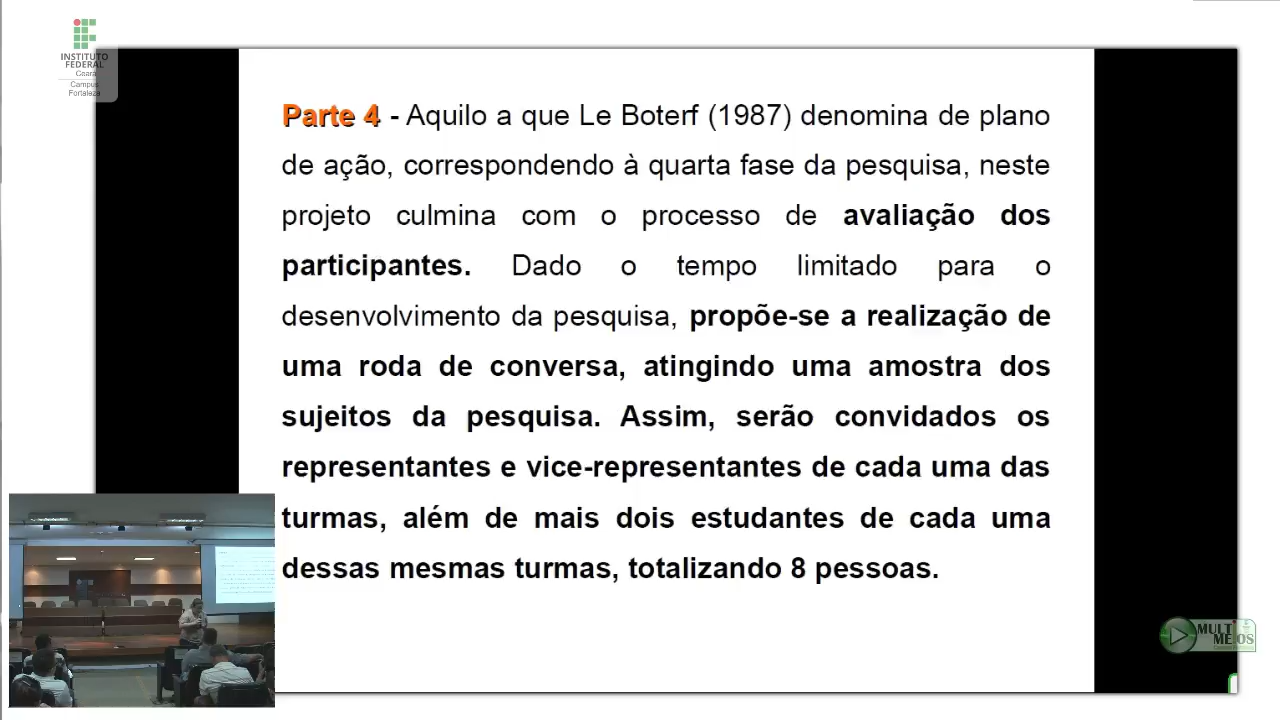 INSTITUTO
FEDERAL
Ceará
Campus
Fortaleza
Parte 4 - Aquilo a que Le Boterf (1987) denomina de plano
de ação, correspondendo à quarta fase da pesquisa, neste
projeto culmina com o processo de avaliação dos
participantes. Dado o tempo limitado para o
desenvolvimento da pesquisa, propõe-se a realização de
uma roda de conversa, atingindo uma amostra dos
sujeitos da pesquisa. Assim, serão convidados os
representantes e vice-representantes de cada uma das
turmas, além de mais dois estudantes de cada uma
dessas mesmas turmas, totalizando 8 pessoas.
MULT
MEIOS